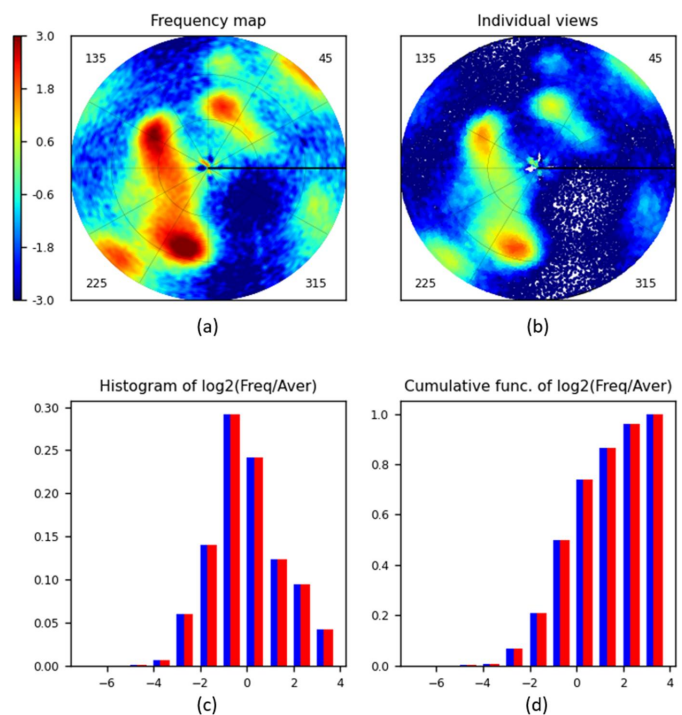 Frequency map
Individual views
3.0
1.8
0.6
-0.6
-1.8
-3.0
135
45
225
315
135
45
225
315
(a)
(b)
Histogram of log2(Freq/Aver)
Cumulative func. of log2(Freq/Aver)
0.30
0.25
0.20
0.15
0.10
0.05
0.00
−6 −4 −2 0 2 4
1.0
0.8
0.6
0.4
0.2
0.0
−6 −4 −2 0 2 4
(c)
(d)